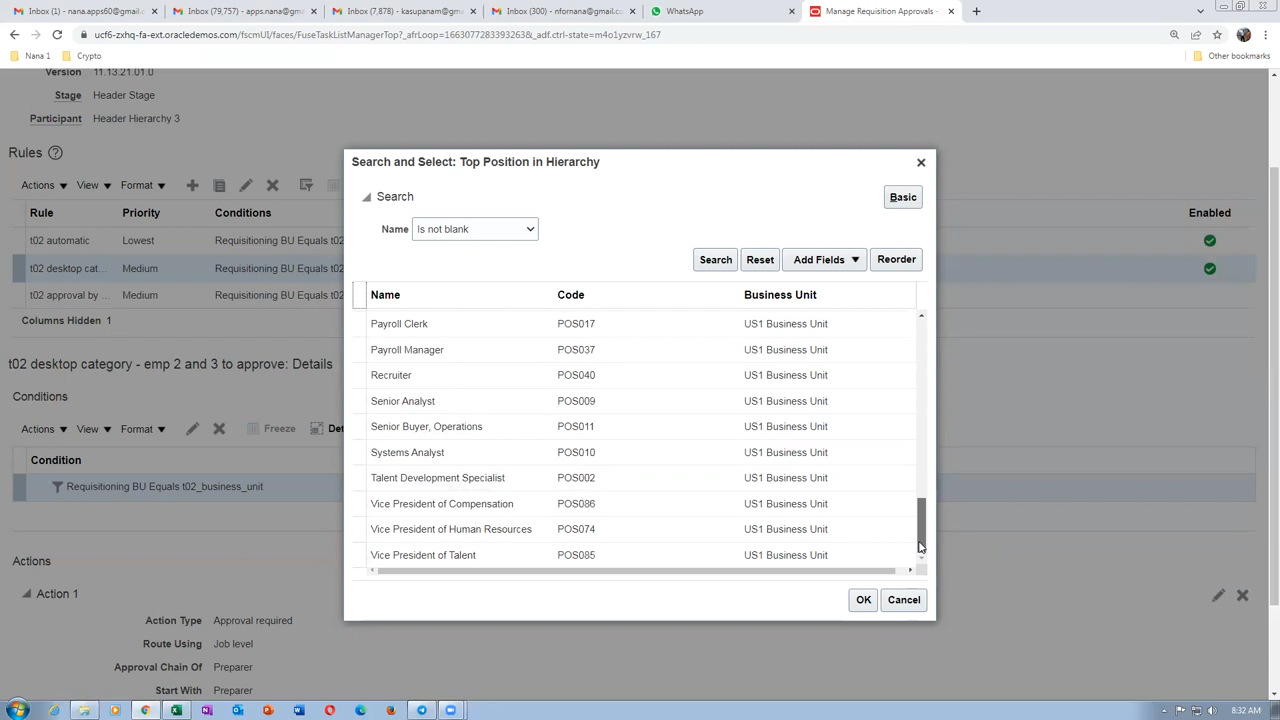 Inbox (1) - nana.apps60@gmail.c
Inbox (79,757) - apps.nana@gmail
Inbox (7,878) - kasupanam@gmail
Inbox (300) - nfornana@gmail.co
WhatsApp
Manage Requisition Approvals -
ucf6-zxhq-fa-ext.oracledemos.com/fscmUI/faces/FuseTaskListManagerTop?_afrLoop=1663077283393263&_adf.ctrl-state=m4o1yzvrw_167
Nana 1
Crypto
Other bookmarks
Version 11.13.21.01.0
Stage Header Stage
Participant Header Hierarchy 3
Rules
Actions View Format
Rule Priority Conditions Enabled
t02 automatic Lowest Requisitioning BU Equals t02
t02 desktop cat... Medium Requisitioning BU Equals t02
t02 approval by ... Medium Requisitioning BU Equals t02
Columns Hidden 1
t02 desktop category - emp 2 and 3 to approve: Details
Conditions
Actions View Format Freeze Det
Condition
Requisitioning BU Equals t02_business_unit
Actions
Action 1
Action Type Approval required
Route Using Job level
Approval Chain Of Preparer
Start With Preparer
Search and Select: Top Position in Hierarchy
Search
Basic
Name Is not blank
Search Reset Add Fields Reorder
Name Code Business Unit
Payroll Clerk POS017 US1 Business Unit
Payroll Manager POS037 US1 Business Unit
Recruiter POS040 US1 Business Unit
Senior Analyst POS009 US1 Business Unit
Senior Buyer, Operations POS011 US1 Business Unit
Systems Analyst POS010 US1 Business Unit
Talent Development Specialist POS002 US1 Business Unit
Vice President of Compensation POS086 US1 Business Unit
Vice President of Human Resources POS074 US1 Business Unit
Vice President of Talent POS085 US1 Business Unit
OK Cancel
8:32 AM